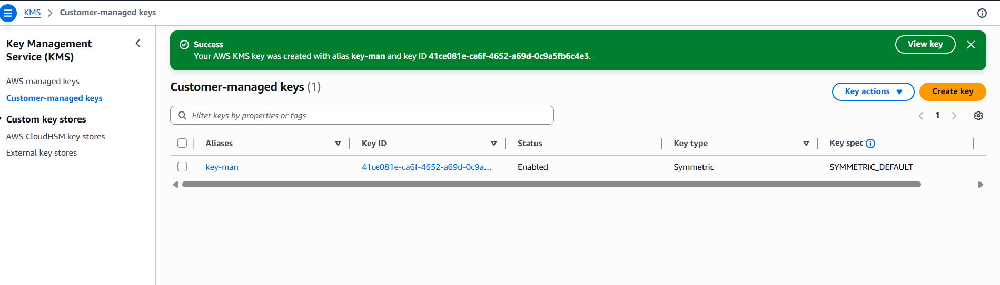 KMS > Customer-managed keys
Key Management
Service (KMS)
AWS managed keys
Customer-managed keys
Custom key stores
AWS CloudHSM key stores
External key stores
Success
Your AWS KMS key was created with alias key-man and key ID 41ce081e-ca6f-4652-a69d-0c9a5fb6c4e3.
View key
Customer-managed keys (1)
Key actions
Create key
Filter keys by properties or tags
1
Aliases Key ID Status Key type Key spec
key-man 41ce081e-ca6f-4652-a69d-0c9a... Enabled Symmetric SYMMETRIC_DEFAULT